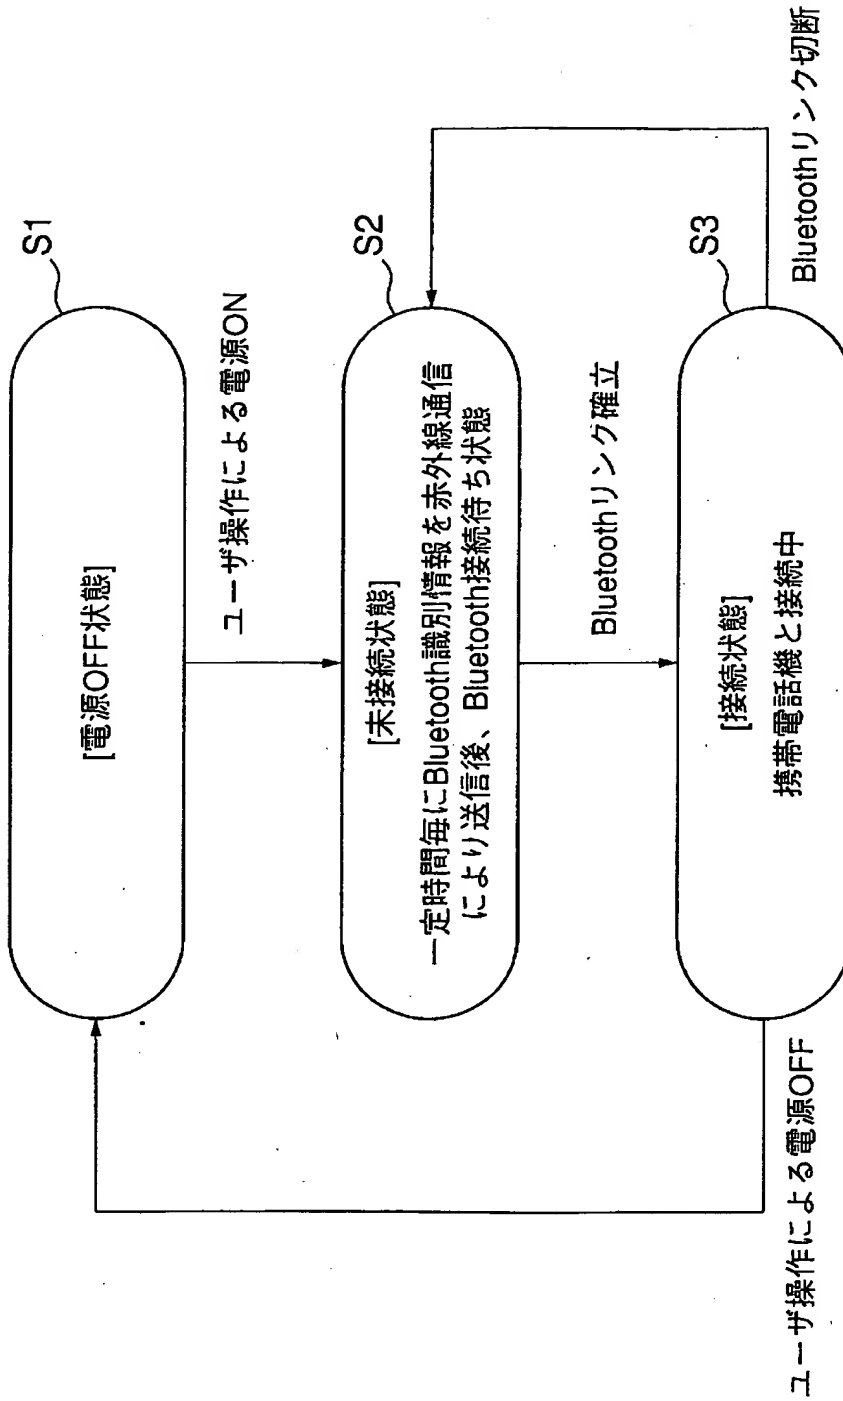 S1
[電源OFF状態]
ユーザ操作による電源ON
S2
[未接続状態]
一定時間毎にBluetooth識別情報を赤外線通信
により送信後、Bluetooth接続待ち状態
Bluetoothリンク確立
S3
[接続状態]
携帯電話機と接続中
Bluetoothリンク切断
ユーザ操作による電源OFF